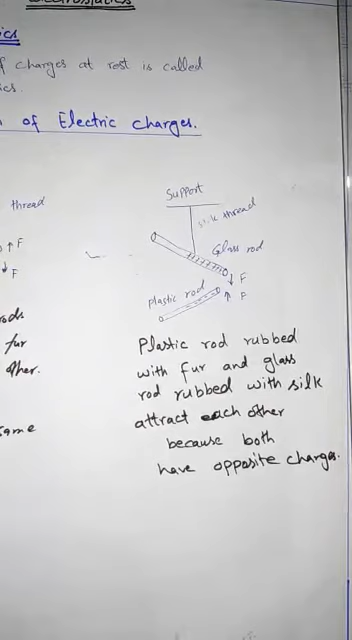 Electrostatics
ics
f charges at rest is called
ics.
of Electric charges.
thread
Support
silk thread
Glass rod
↑ F
↓ F
↓ F
↑ F
plastic rod
rods
fur
other.
same
Plastic rod rubbed
with fur and glass
rod rubbed with silk
attract each other
because both
have opposite charges.